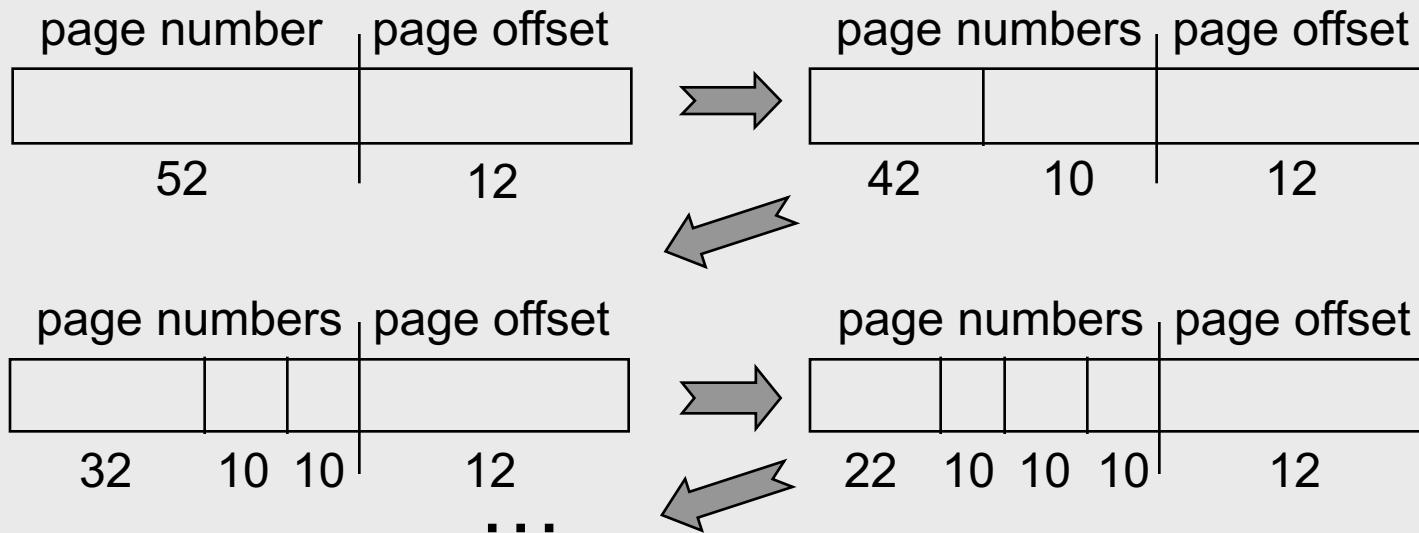 page number page offset
52 12
page numbers page offset
42 10 12
page numbers page offset
32 10 10 12
page numbers page offset
22 10 10 10 12
...